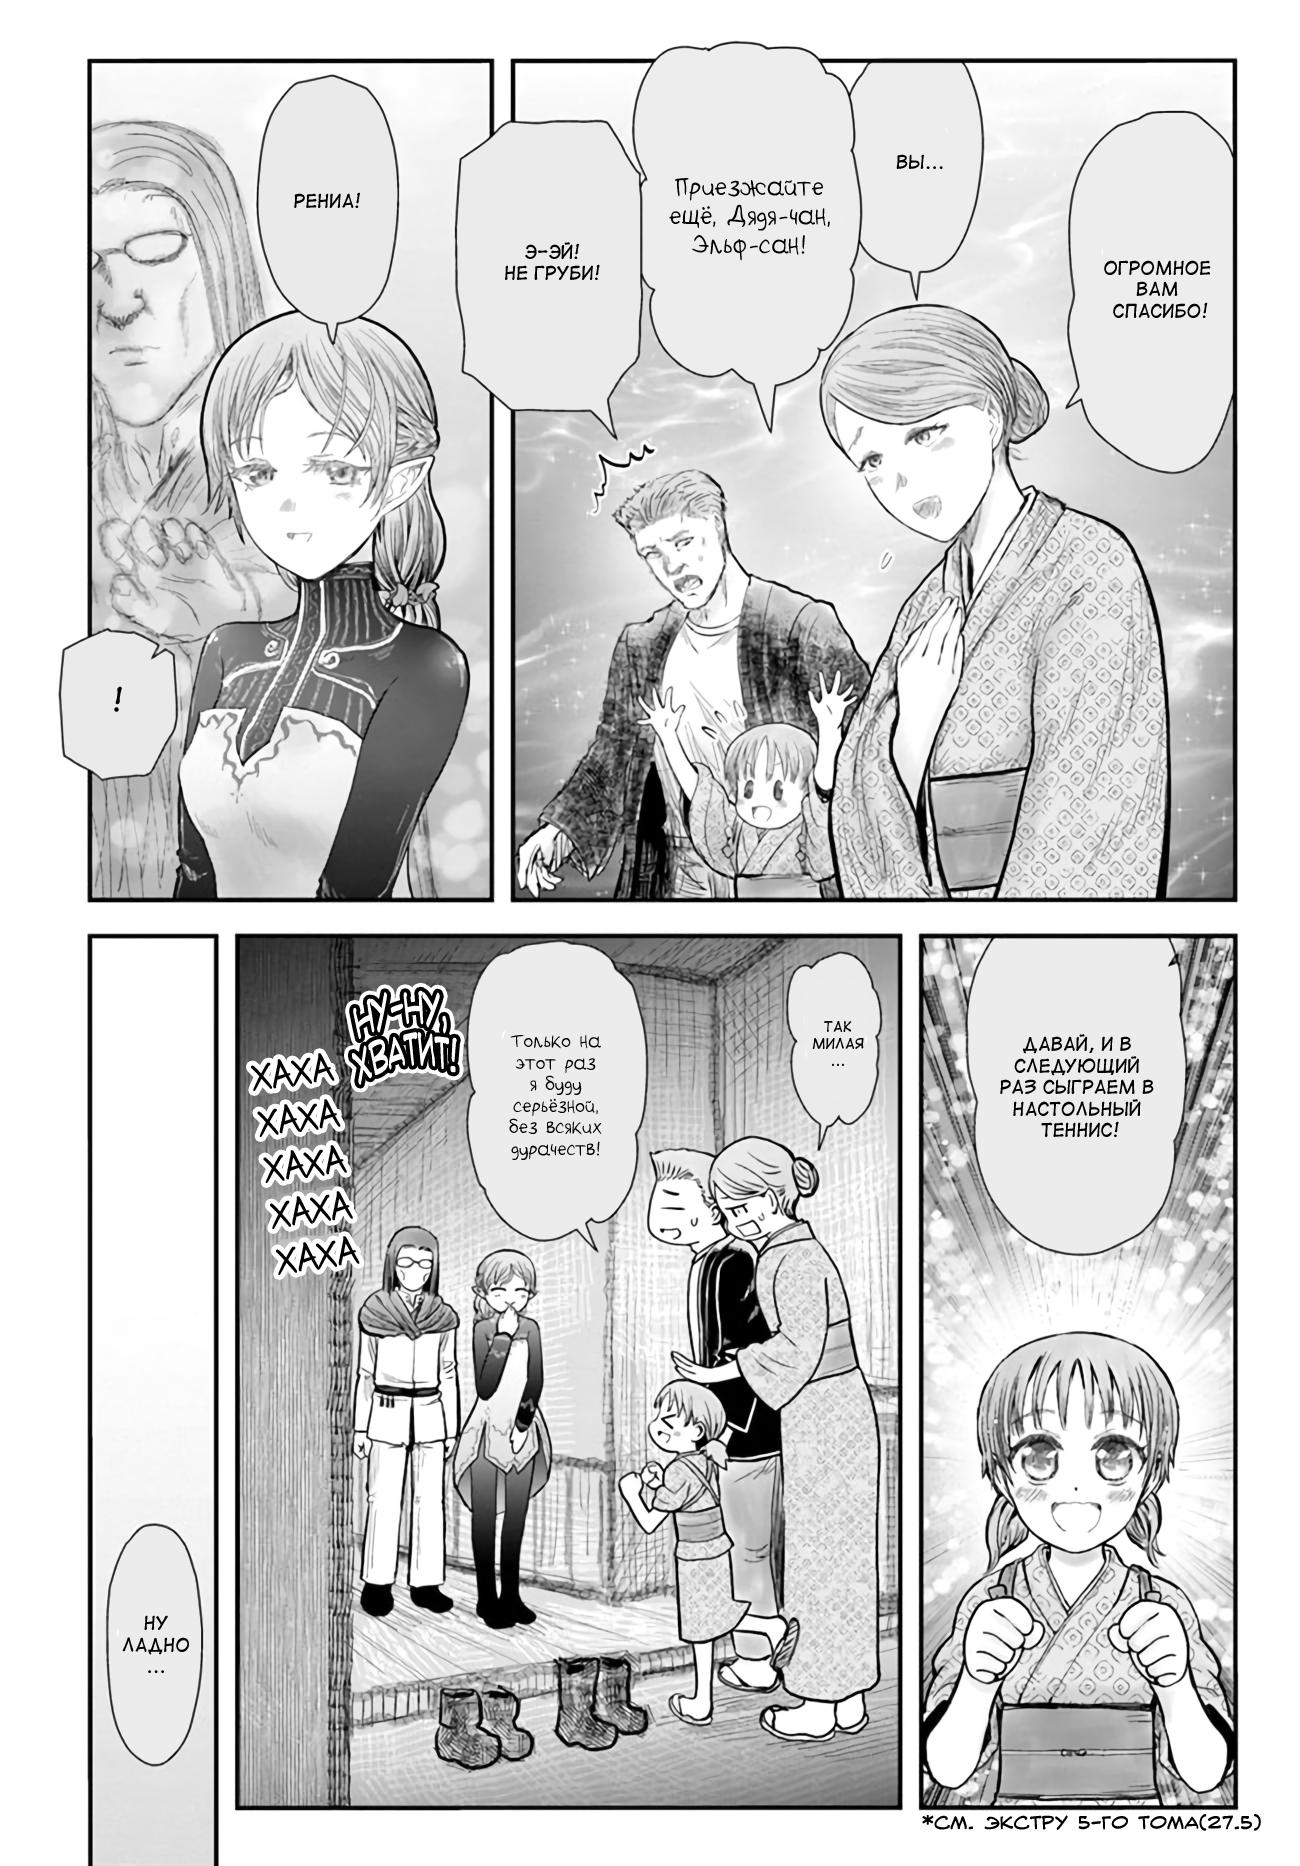 ОГРОМНОЕ
ВАМ
СПАСИБО!
ВЫ...
Приезжайте
ещё, Дядя-чан,
Эльф-сан!
Э-ЭЙ!
НЕ ГРУБИ!
РЕНИА!
!
ДАВАЙ, И В
СЛЕДУЮЩИЙ
РАЗ СЫГРАЕМ В
НАСТОЛЬНЫЙ
ТЕННИС!
*СМ. ЭКСТРУ 5-ГО ТОМА(27.5)
ТАК
МИЛАЯ
...
Только на
этот раз
я буду
серьёзной,
без всяких
дурачеств!
НУ-НУ,
ХВАТИТ!
ХАХА
ХАХА
ХАХА
ХАХА
ХАХА
НУ
ЛАДНО
...